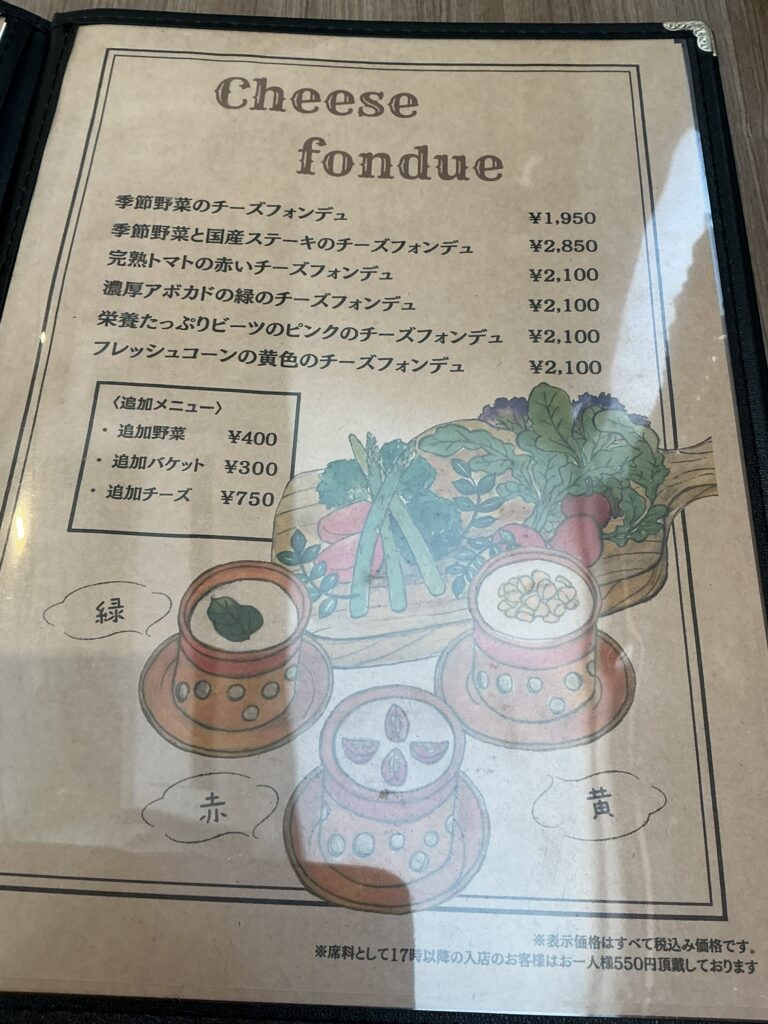 Cheese
fondue
季節野菜のチーズフォンデュ ¥1,950
季節野菜と国産ステーキのチーズフォンデュ ¥2,850
完熟トマトの赤いチーズフォンデュ ¥2,100
濃厚アボカドの緑のチーズフォンデュ ¥2,100
栄養たっぷりビーツのピンクのチーズフォンデュ ¥2,100
フレッシュコーンの黄色のチーズフォンデュ ¥2,100
〈追加メニュー〉
・追加野菜 ¥400
・追加バケット ¥300
・追加チーズ ¥750
緑
赤
黄
※表示価格はすべて税込み価格です。
※席料として17時以降の入店のお客様はお一人様550円頂戴しております